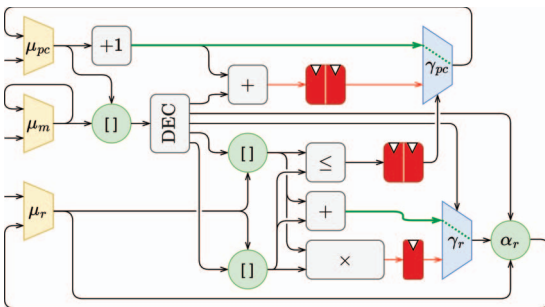 μpc +1 γpc
+
μm [ ] DEC
[ ] ≤
μr + γr αr
[ ] ×